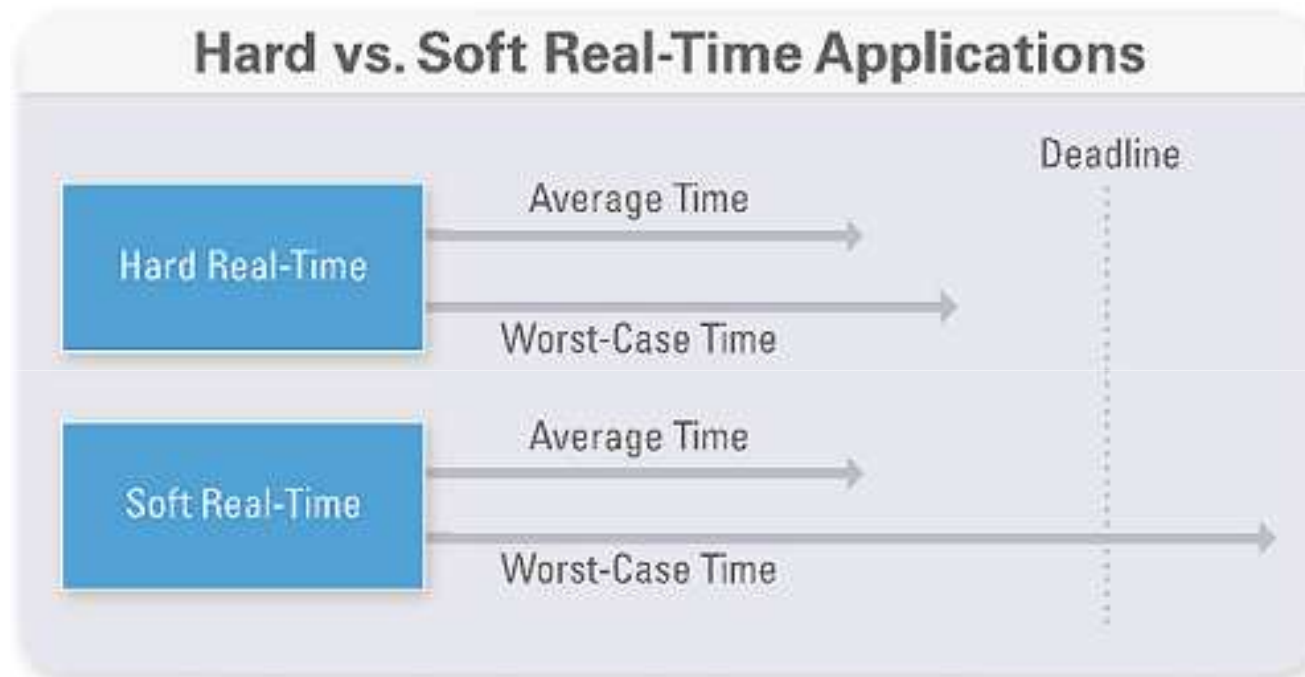 Hard vs. Soft Real-Time Applications
Deadline
Average Time
Hard Real-Time
Worst-Case Time
Average Time
Soft Real-Time
Worst-Case Time